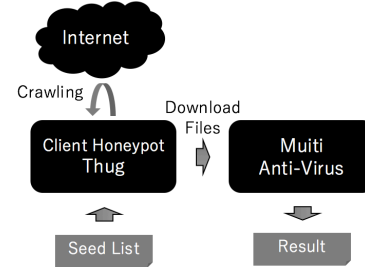 Internet
Crawling
Download
Files
Client Honeypot
Thug
Muiti
Anti-Virus
Seed List
Result